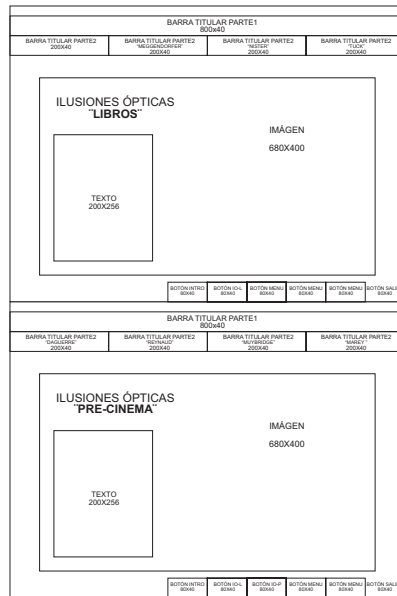 BARRA TITULAR PARTE1
800x40
BARRA TITULAR PARTE2
200X40
BARRA TITULAR PARTE2
"MEGGENDORFER"
200X40
BARRA TITULAR PARTE2
"NISTER"
200X40
BARRA TITULAR PARTE2
"TUCK"
200X40
ILUSIONES ÓPTICAS
¨LIBROS¨
IMÁGEN
680X400
TEXTO
200X256
BOTÓN INTRO
80X40
BOTÓN IO-L
80X40
BOTÓN MENU
80X40
BOTÓN MENU
80X40
BOTÓN MENU
80X40
BOTÓN SALIR
80X40
BARRA TITULAR PARTE1
800x40
BARRA TITULAR PARTE2
"DAGUERRE"
200X40
BARRA TITULAR PARTE2
"REYNAUD"
200X40
BARRA TITULAR PARTE2
"MUYBRIDGE"
200X40
BARRA TITULAR PARTE2
"MAREY"
200X40
ILUSIONES ÓPTICAS
¨PRE-CINEMA¨
IMÁGEN
680X400
TEXTO
200X256
BOTÓN INTRO
80X40
BOTÓN IO-L
80X40
BOTÓN IO-P
80X40
BOTÓN MENU
80X40
BOTÓN MENU
80X40
BOTÓN SALIR
80X40